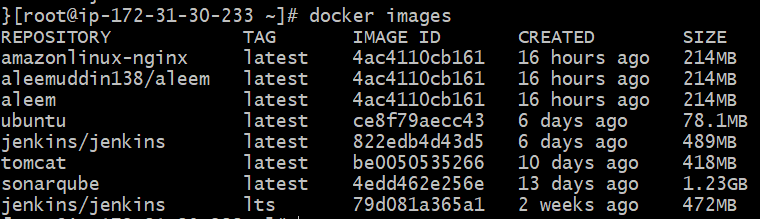 }[root@ip-172-31-30-233 ~]# docker images
REPOSITORY TAG IMAGE ID CREATED SIZE
amazonlinux-nginx latest 4ac4110cb161 16 hours ago 214MB
aleemuddin138/aleem latest 4ac4110cb161 16 hours ago 214MB
aleem latest 4ac4110cb161 16 hours ago 214MB
ubuntu latest ce8f79aecc43 6 days ago 78.1MB
jenkins/jenkins latest 822edb4d43d5 6 days ago 489MB
tomcat latest be0050535266 10 days ago 418MB
sonarqube latest 4edd462e256e 13 days ago 1.23GB
jenkins/jenkins lts 79d081a365a1 2 weeks ago 472MB